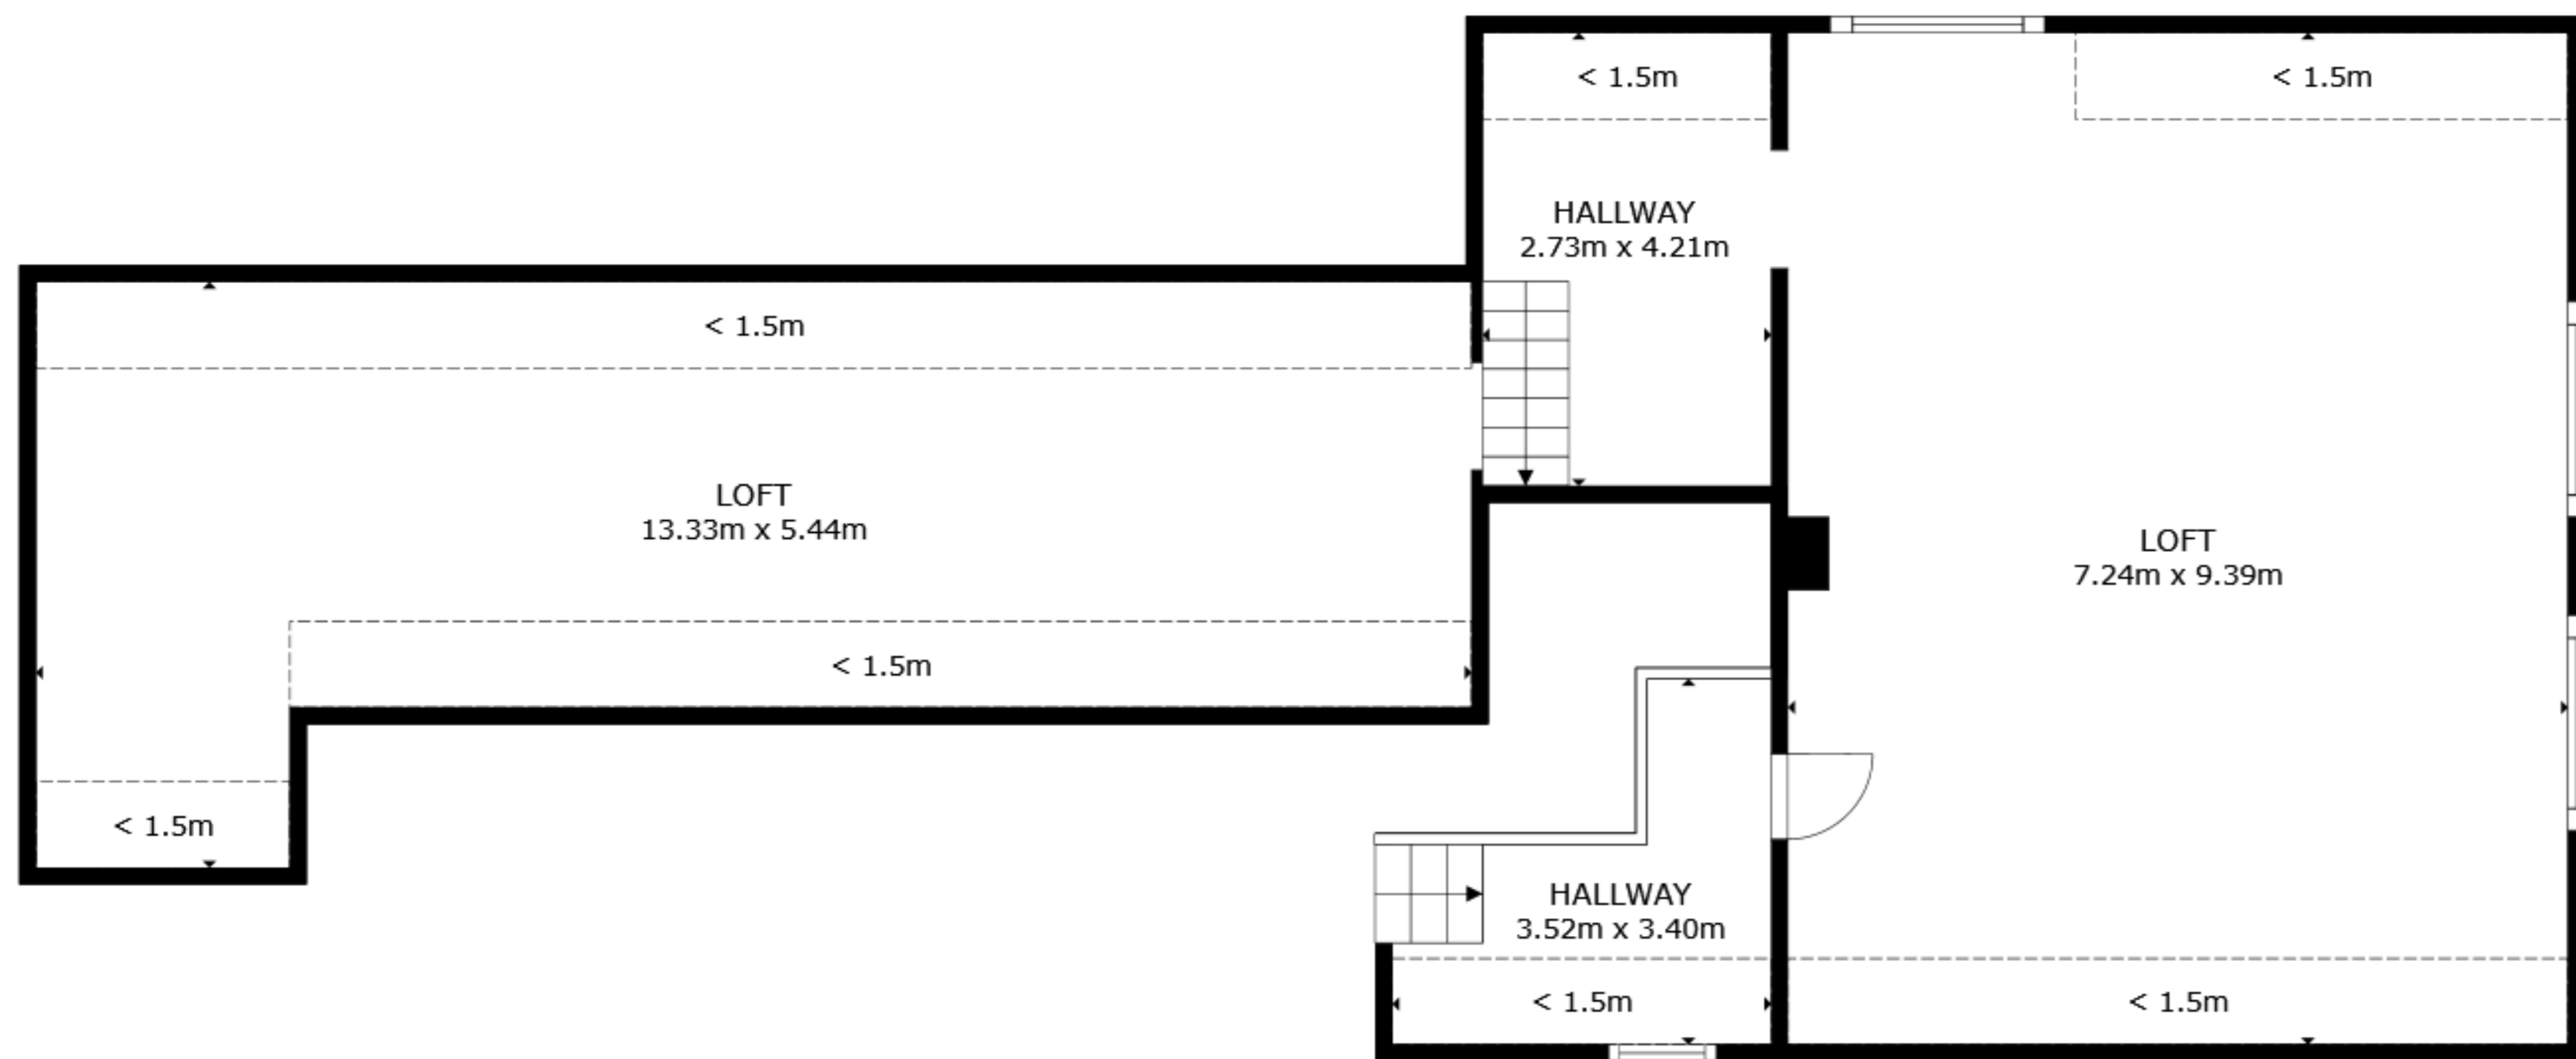 < 1.5m
< 1.5m
HALLWAY
2.73m x 4.21m
< 1.5m
LOFT
13.33m x 5.44m
LOFT
7.24m x 9.39m
< 1.5m
< 1.5m
HALLWAY
3.52m x 3.40m
< 1.5m
< 1.5m